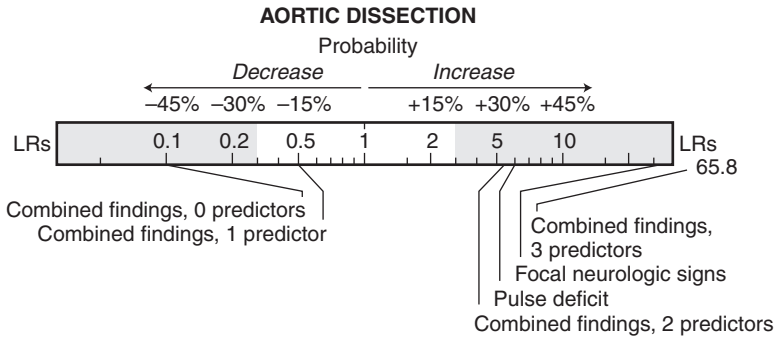 AORTIC DISSECTION
Probability
Decrease Increase
–45% –30% –15% +15% +30% +45%
LRs 0.1 0.2 0.5 1 2 5 10 LRs
65.8
Combined findings, 0 predictors
Combined findings, 1 predictor
Combined findings,
3 predictors
Focal neurologic signs
Pulse deficit
Combined findings, 2 predictors